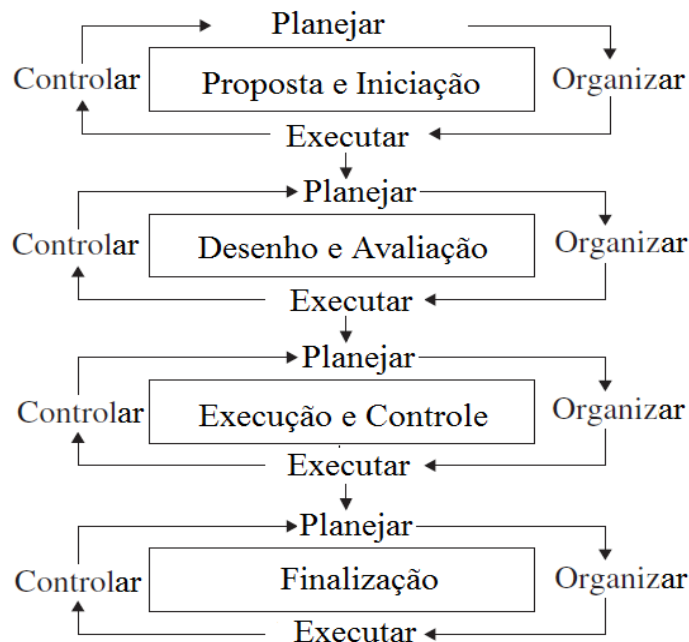 Planejar
Controlar
Proposta e Iniciação
Organizar
Executar
Planejar
Controlar
Desenho e Avaliação
Organizar
Executar
Planejar
Controlar
Execução e Controle
Organizar
Executar
Planejar
Controlar
Finalização
Organizar
Executar